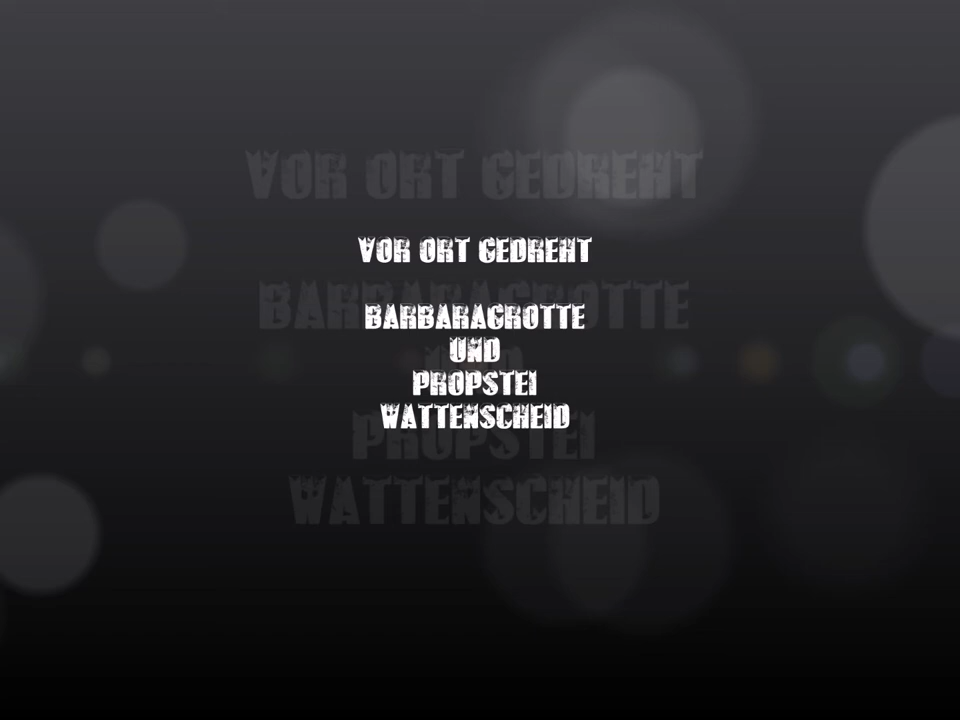 VOR ORT GEDREHT
BARBARAGROTTE
UND
PROPSTEI
WATTENSCHEID